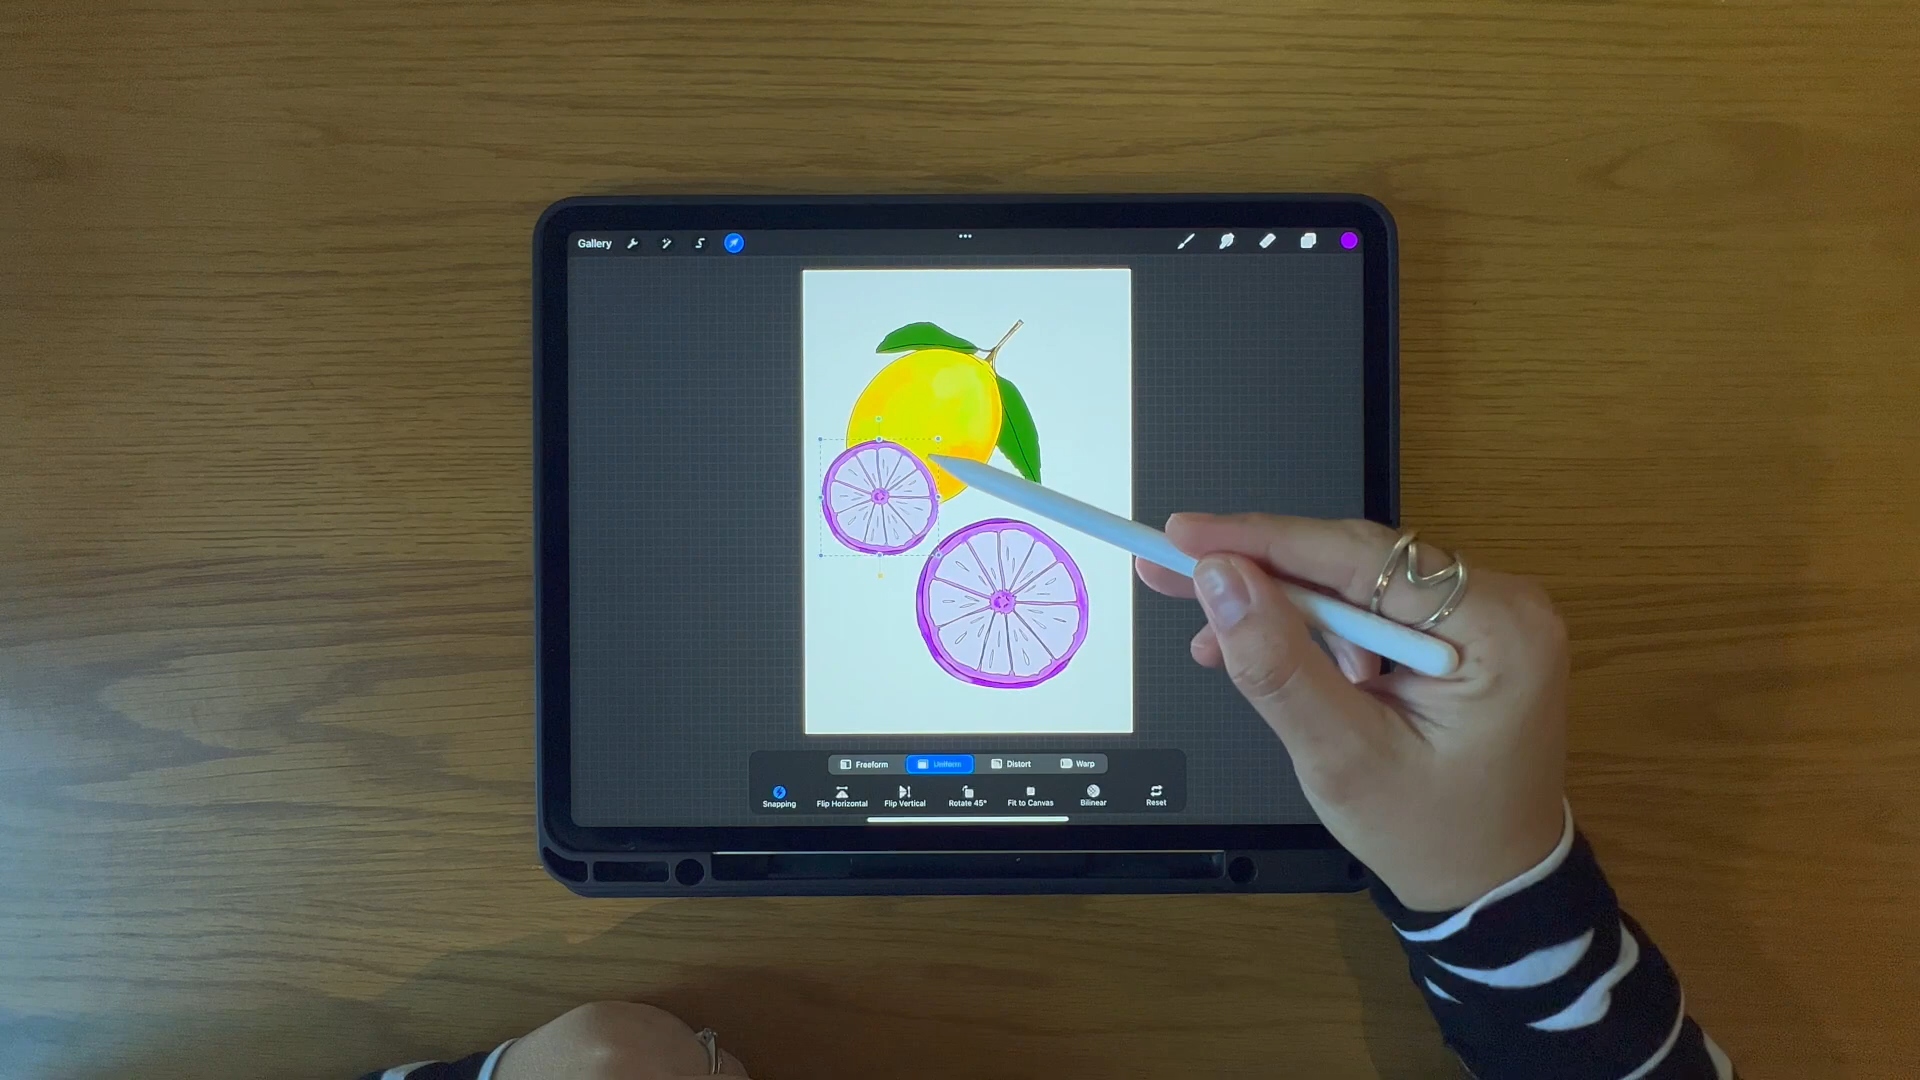 Gallery
Freeform Uniform Distort Warp
Snapping Flip Horizontal Flip Vertical Rotate 45° Fit to Canvas Bilinear Reset